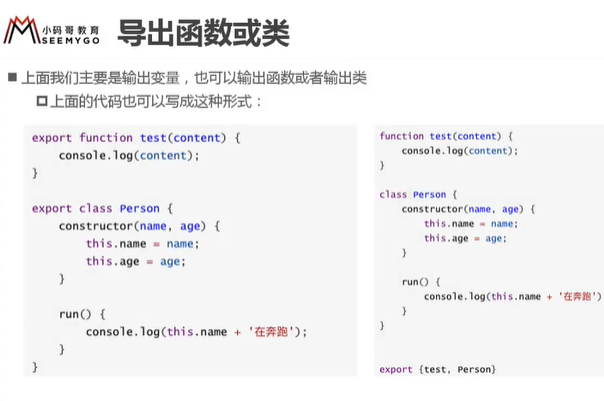 小码哥教育
SEEMYGO
导出函数或类
上面我们主要是输出变量，也可以输出函数或者输出类
上面的代码也可以写成这种形式：
export function test(content) {
    console.log(content);
}
export class Person {
    constructor(name, age) {
        this.name = name;
        this.age = age;
    }
    run() {
        console.log(this.name + '在奔跑');
    }
}
function test(content) {
    console.log(content);
}
class Person {
    constructor(name, age) {
        this.name = name;
        this.age = age;
    }
    run() {
        console.log(this.name + '在奔跑')
    }
}
export {test, Person}